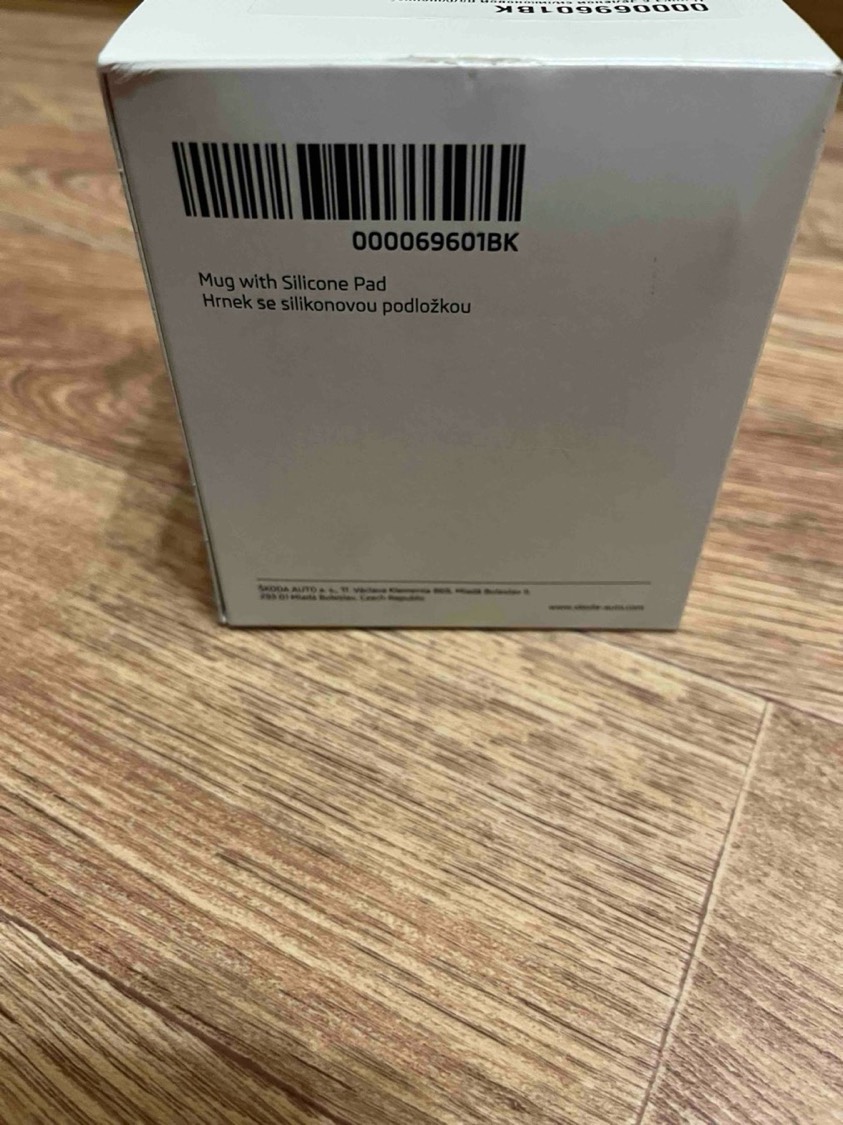 000069601BK
000069601BK
Mug with Silicone Pad
Hrnek se silikonovou podložkou
ŠKODA AUTO a. s., Tř. Václava Klementa 869, Mladá Boleslav II
293 01 Mladá Boleslav, Czech Republic
www.skoda-auto.com